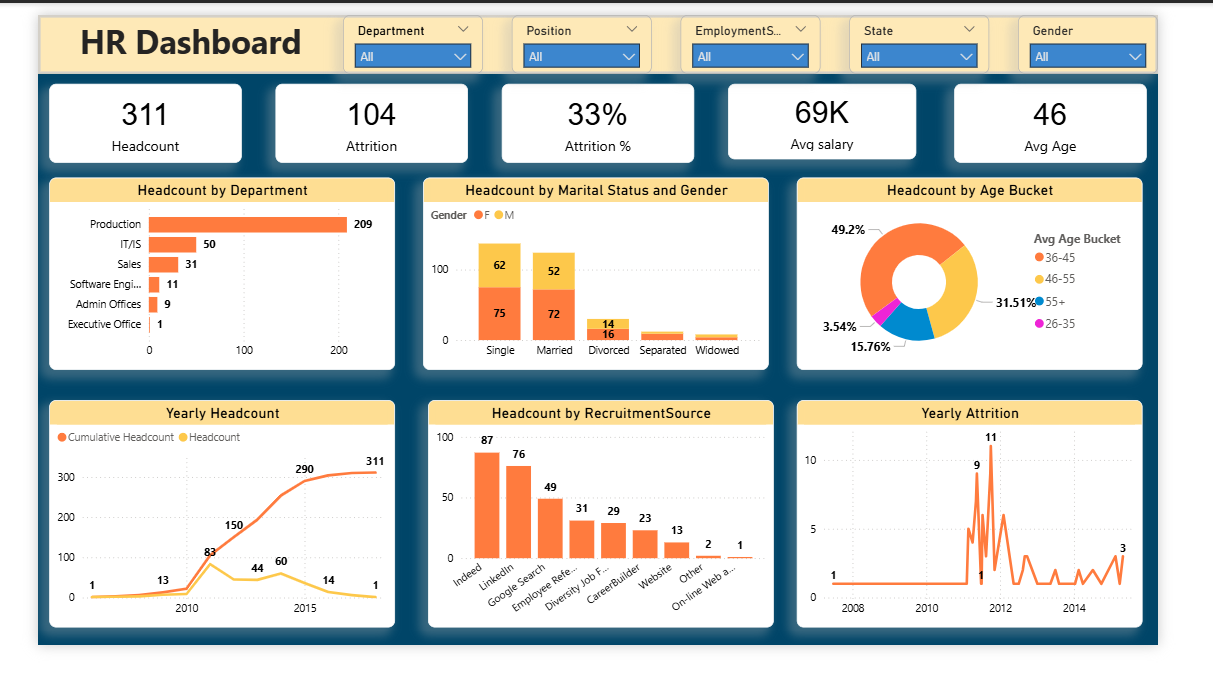 HR Dashboard
Department
All
Position
All
EmploymentS...
All
State
All
Gender
All
311
Headcount
104
Attrition
33%
Attrition %
69K
Avg salary
46
Avg Age
Headcount by Department
Production 209
IT/IS 50
Sales 31
Software Engi... 11
Admin Offices 9
Executive Office 1
0 100 200
Headcount by Marital Status and Gender
Gender F M
100
0
62
75
52
72
14
16
Single Married Divorced Separated Widowed
Headcount by Age Bucket
49.2%
31.51%
15.76%
3.54%
Avg Age Bucket
36-45
46-55
55+
26-35
Yearly Headcount
Cumulative Headcount Headcount
300
200
100
0
1 13 83 150 290 311
44 60 14 1
2010 2015
Headcount by RecruitmentSource
100
50
0
87 76 49 31 29 23 13 2 1
Indeed
LinkedIn
Google Search
Employee Refe...
Diversity Job F...
CareerBuilder
Website
Other
On-line Web a...
Yearly Attrition
10
5
0
1 9 1 11 3
2008 2010 2012 2014